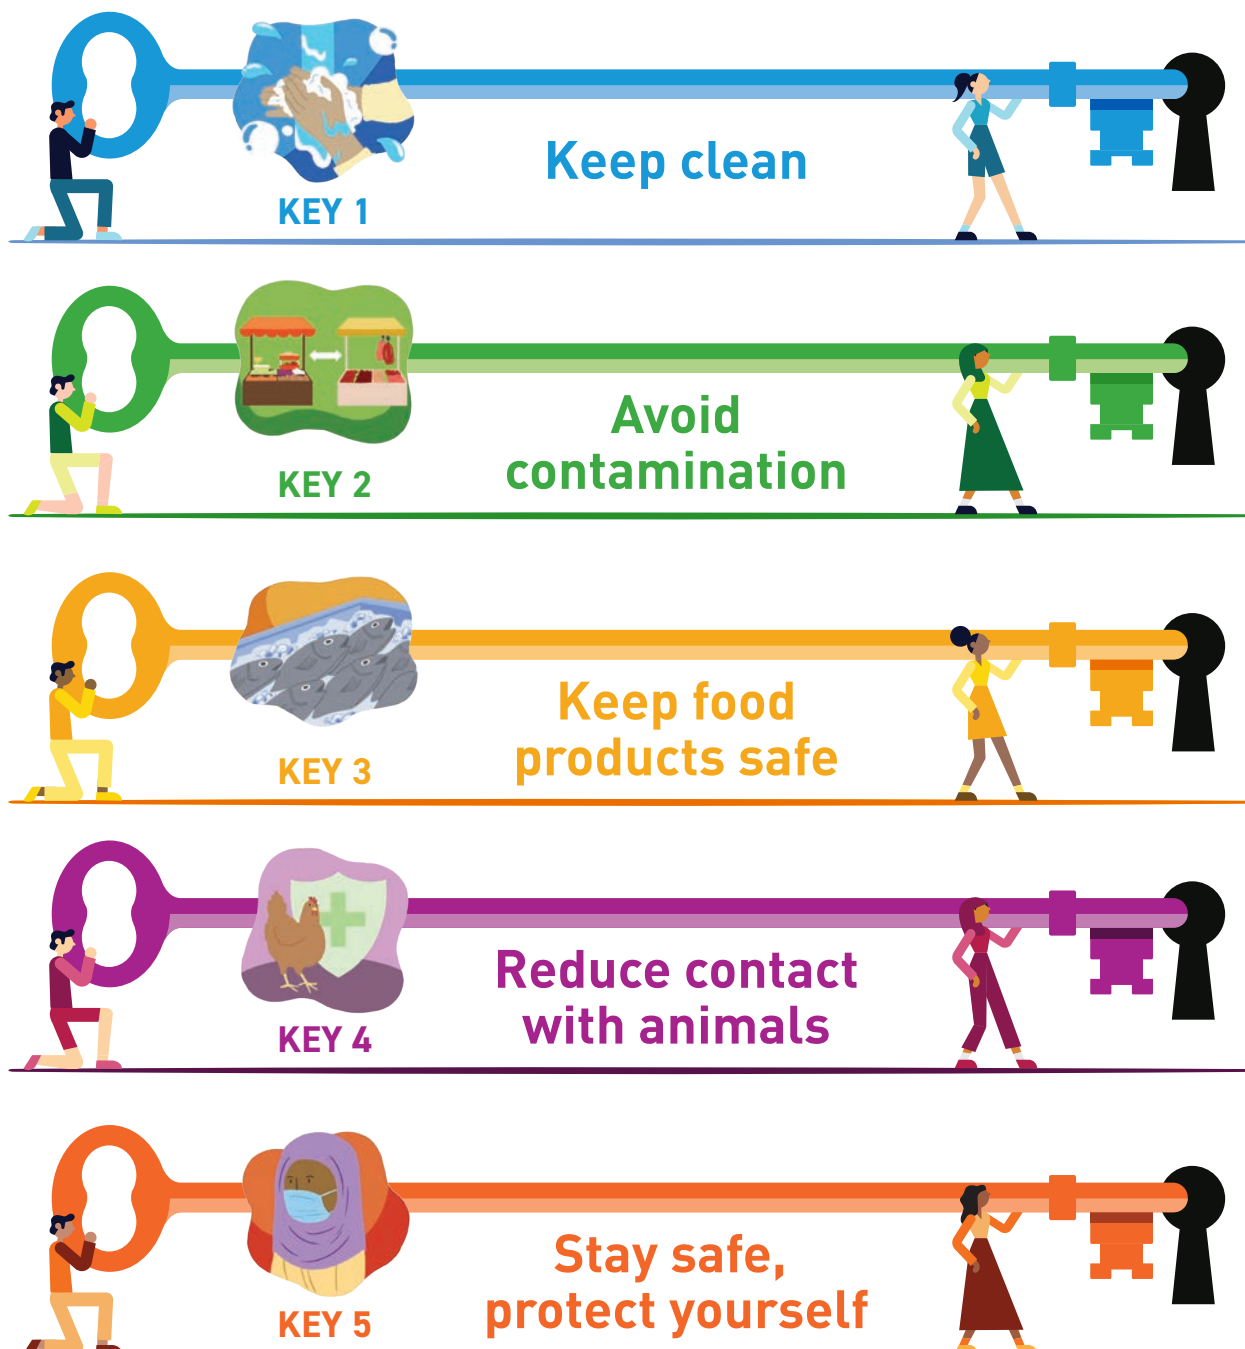 Keep clean
KEY 1
Avoid
contamination
KEY 2
Keep food
products safe
KEY 3
Reduce contact
with animals
KEY 4
Stay safe,
protect yourself
KEY 5